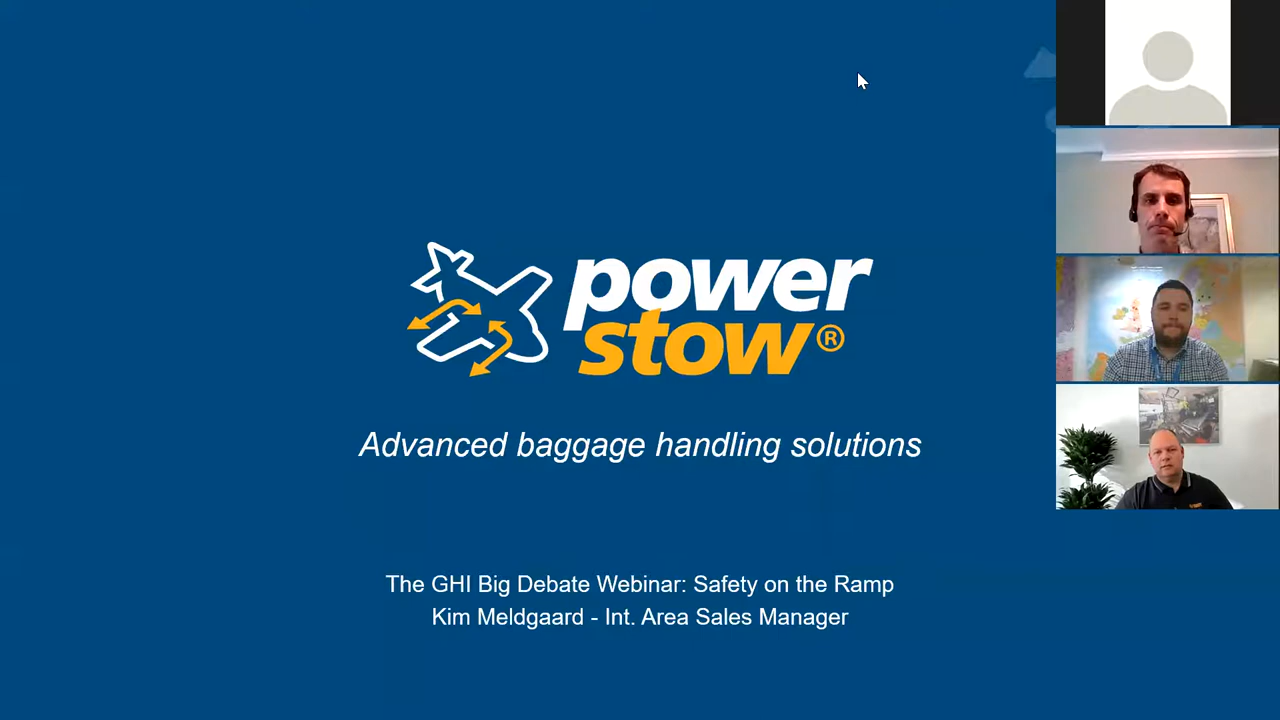 power
stow®
Advanced baggage handling solutions
The GHI Big Debate Webinar: Safety on the Ramp
Kim Meldgaard - Int. Area Sales Manager